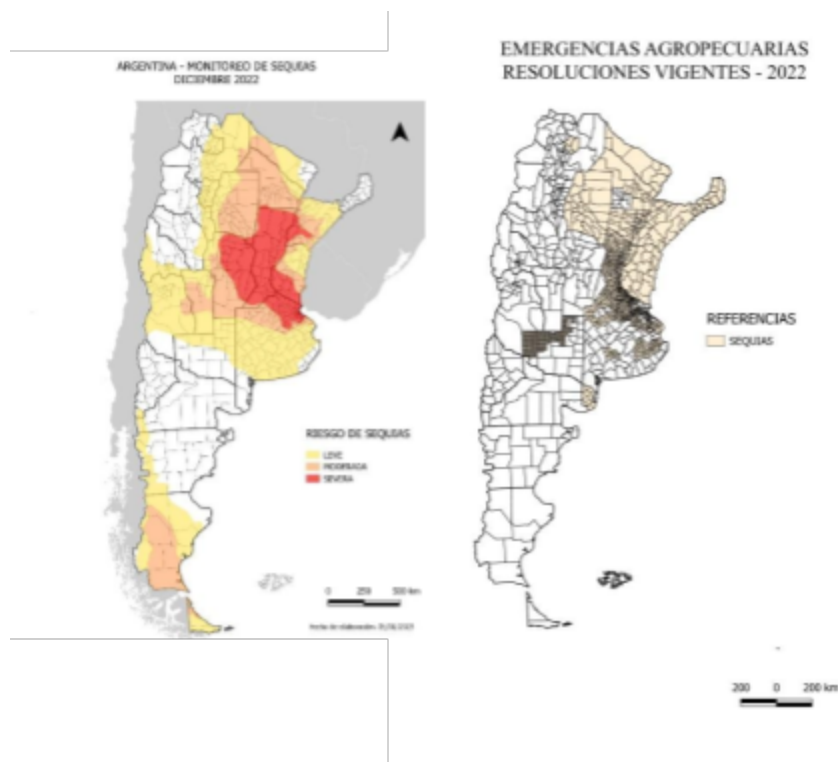 ARGENTINA - MONITOREO DE SEQUIAS
DICIEMBRE 2022
RIESGO DE SEQUIAS
LEVE
MODERADA
SEVERA
0 250 500 km
EMERGENCIAS AGROPECUARIAS
RESOLUCIONES VIGENTES - 2022
REFERENCIAS
SEQUIAS
200 0 200 km